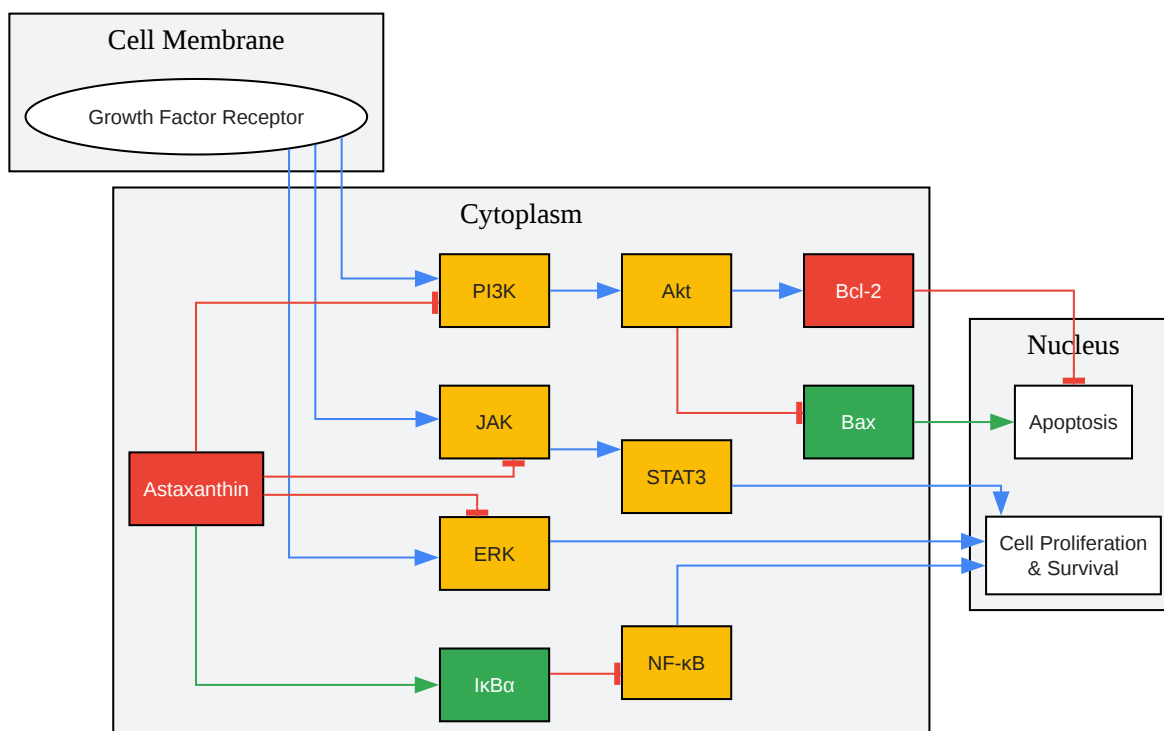 Cell Membrane
Growth Factor Receptor
Cytoplasm
PI3K
Akt
Bcl-2
Nucleus
JAK
Bax
Apoptosis
Astaxanthin
STAT3
ERK
Cell Proliferation
& Survival
IκBα
NF-κB